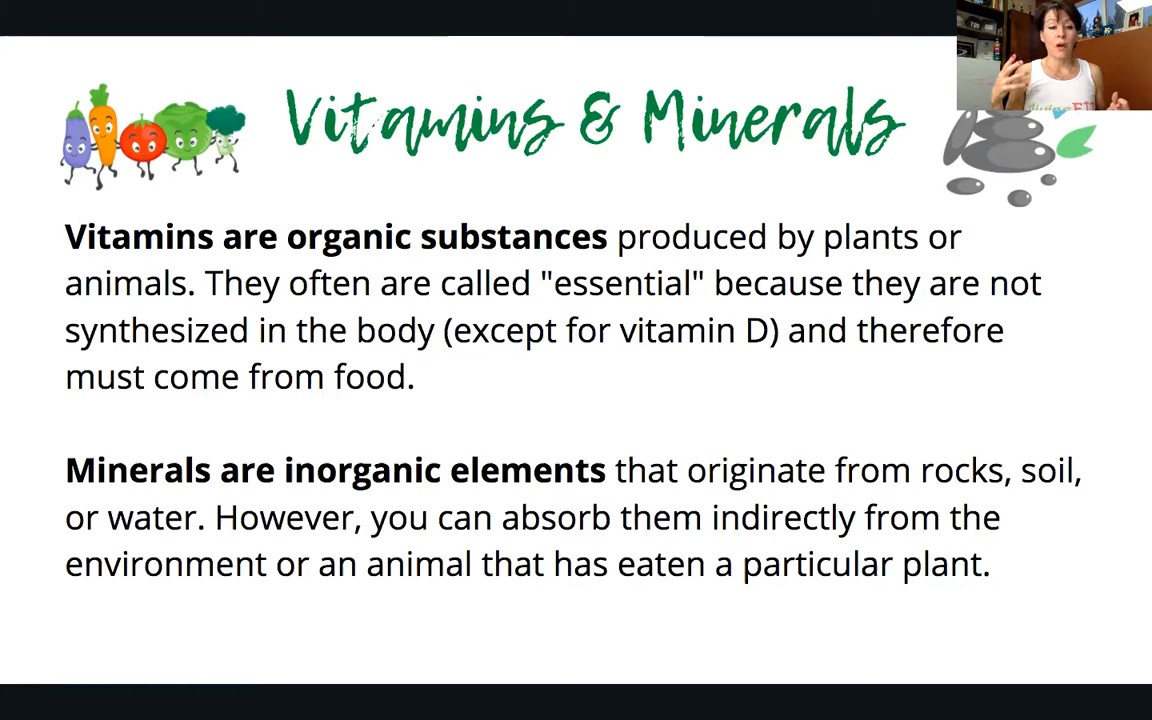 Vitamins & Minerals
Vitamins are organic substances produced by plants or
animals. They often are called "essential" because they are not
synthesized in the body (except for vitamin D) and therefore
must come from food.
Minerals are inorganic elements that originate from rocks, soil,
or water. However, you can absorb them indirectly from the
environment or an animal that has eaten a particular plant.